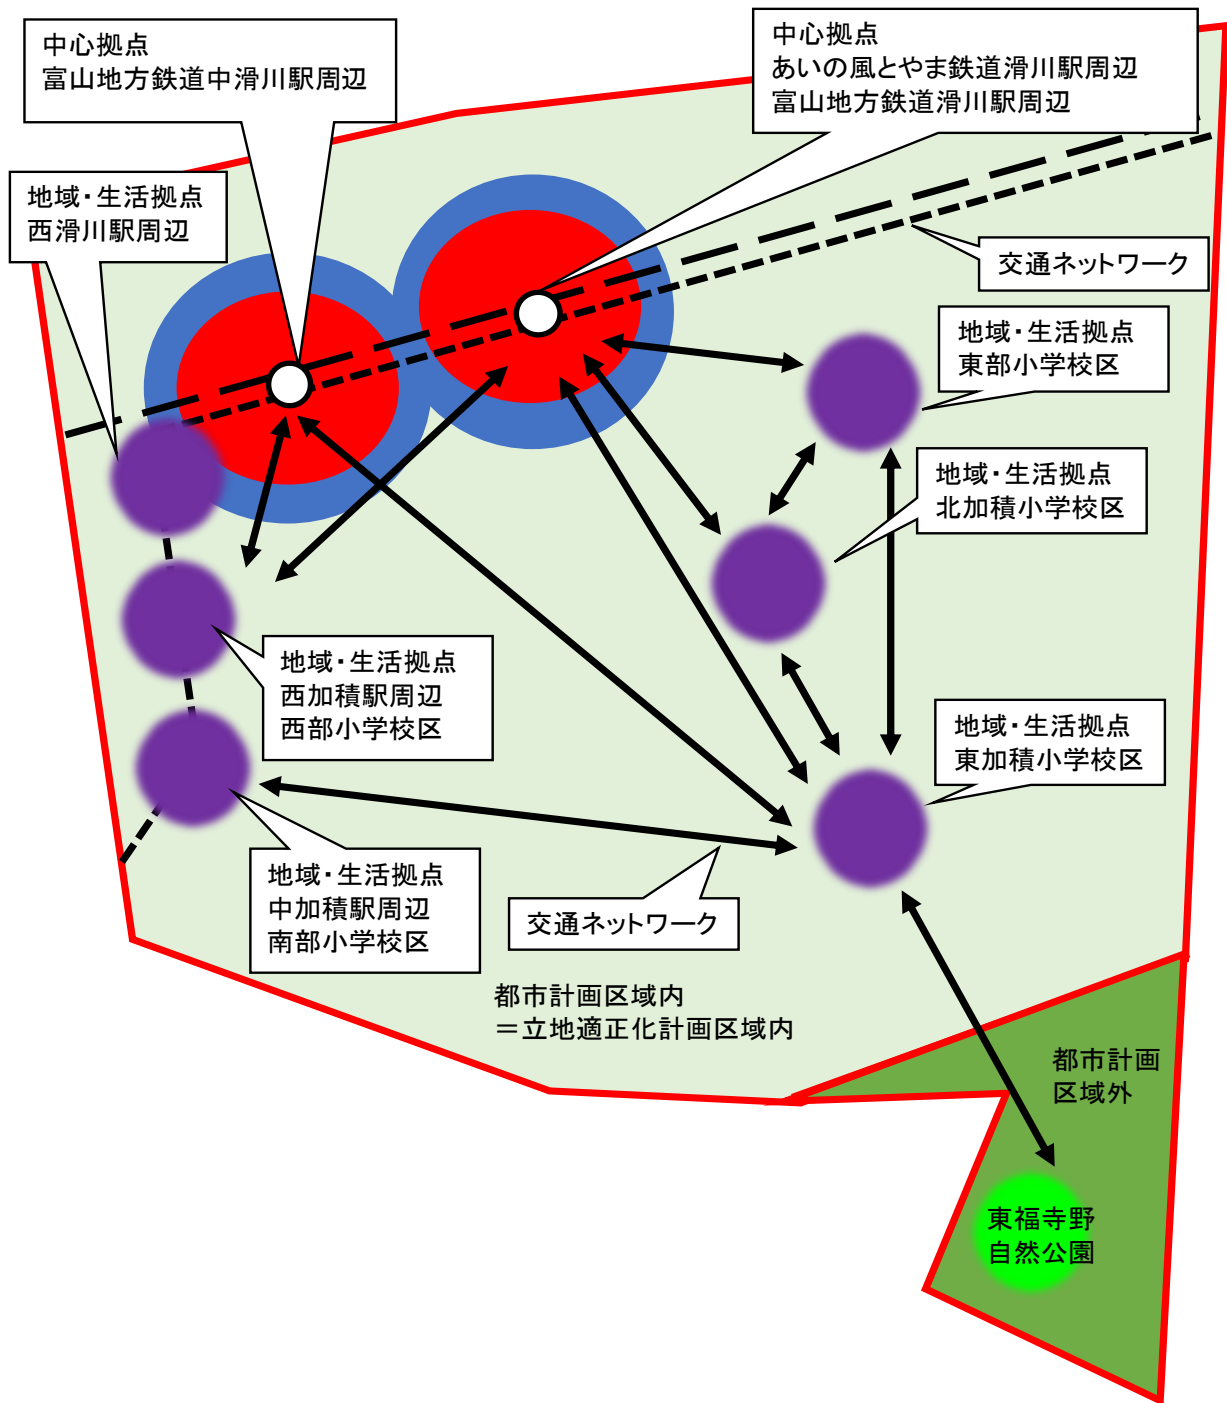 中心拠点
富山地方鉄道中滑川駅周辺
中心拠点
あいの風とやま鉄道滑川駅周辺
富山地方鉄道滑川駅周辺
地域・生活拠点
西滑川駅周辺
交通ネットワーク
地域・生活拠点
東部小学校区
地域・生活拠点
北加積小学校区
地域・生活拠点
西加積駅周辺
西部小学校区
地域・生活拠点
東加積小学校区
地域・生活拠点
中加積駅周辺
南部小学校区
交通ネットワーク
都市計画区域内
＝立地適正化計画区域内
都市計画
区域外
東福寺野
自然公園